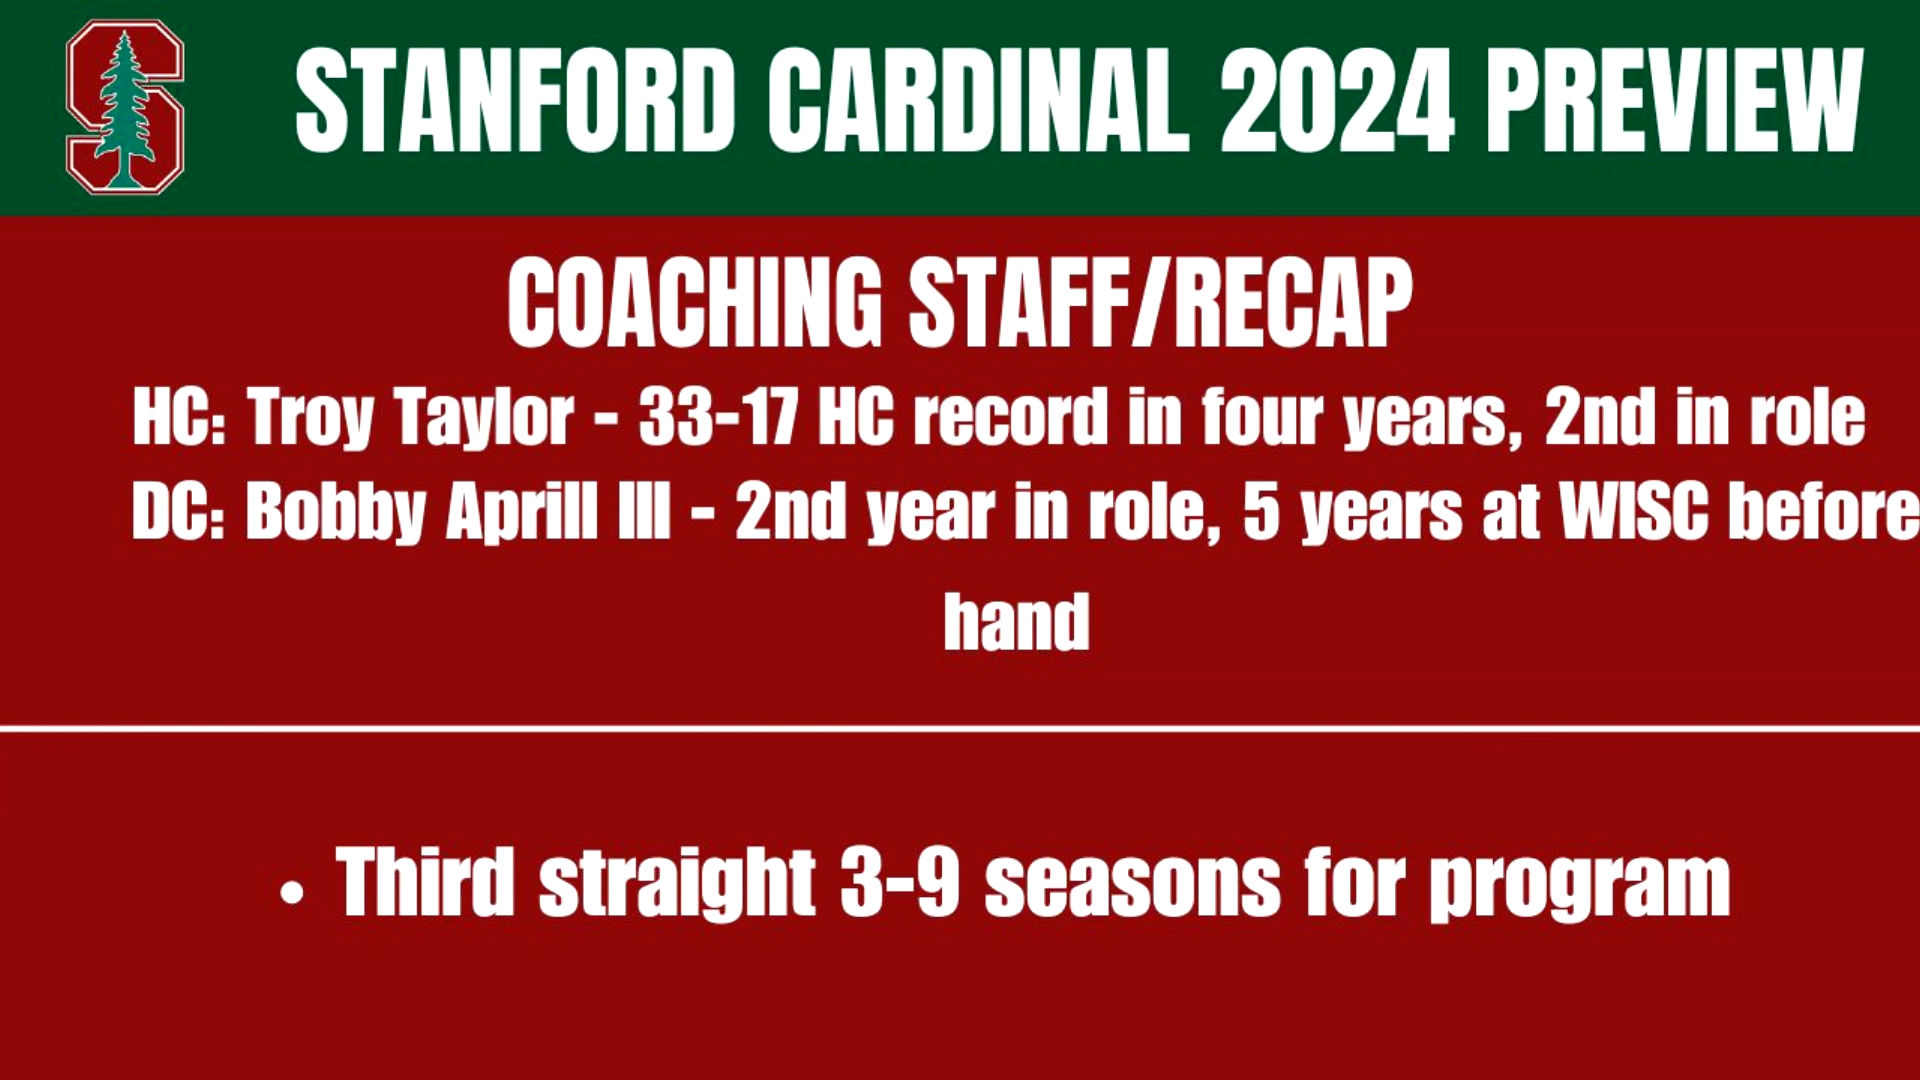 STANFORD CARDINAL 2024 PREVIEW
COACHING STAFF/RECAP
HC: Troy Taylor - 33-17 HC record in four years, 2nd in role
DC: Bobby Aprill III - 2nd year in role, 5 years at WISC before
hand
• Third straight 3-9 seasons for program